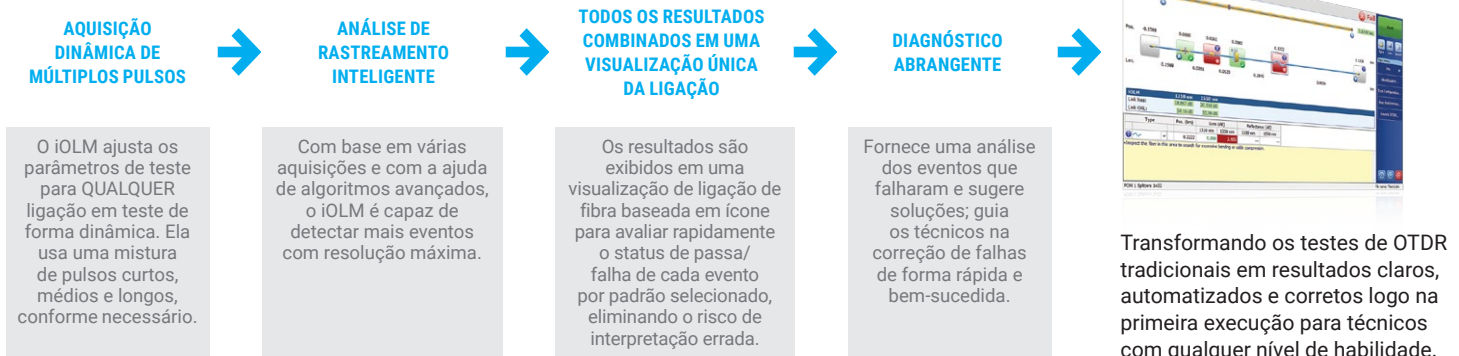 AQUISIÇÃO
DINÂMICA DE
MÚLTIPLOS PULSOS
O iOLM ajusta os
parâmetros de teste
para QUALQUER
ligação em teste de
forma dinâmica. Ela
usa uma mistura
de pulsos curtos,
médios e longos,
conforme necessário.
ANÁLISE DE
RASTREAMENTO
INTELIGENTE
Com base em várias
aquisições e com a ajuda
de algoritmos avançados,
o iOLM é capaz de
detectar mais eventos
com resolução máxima.
TODOS OS RESULTADOS
COMBINADOS EM UMA
VISUALIZAÇÃO ÚNICA
DA LIGAÇÃO
Os resultados são
exibidos em uma
visualização de ligação de
fibra baseada em ícone
para avaliar rapidamente
o status de passa/
falha de cada evento
por padrão selecionado,
eliminando o risco de
interpretação errada.
DIAGNÓSTICO
ABRANGENTE
Fornece uma análise
dos eventos que
falharam e sugere
soluções; guia
os técnicos na
correção de falhas
de forma rápida e
bem-sucedida.
Pos.
Type
Pos. (km)
1310 nm
Transformando os testes de OTDR
tradicionais em resultados claros,
automatizados e corretos logo na
primeira execução para técnicos
com qualquer nível de habilidade.